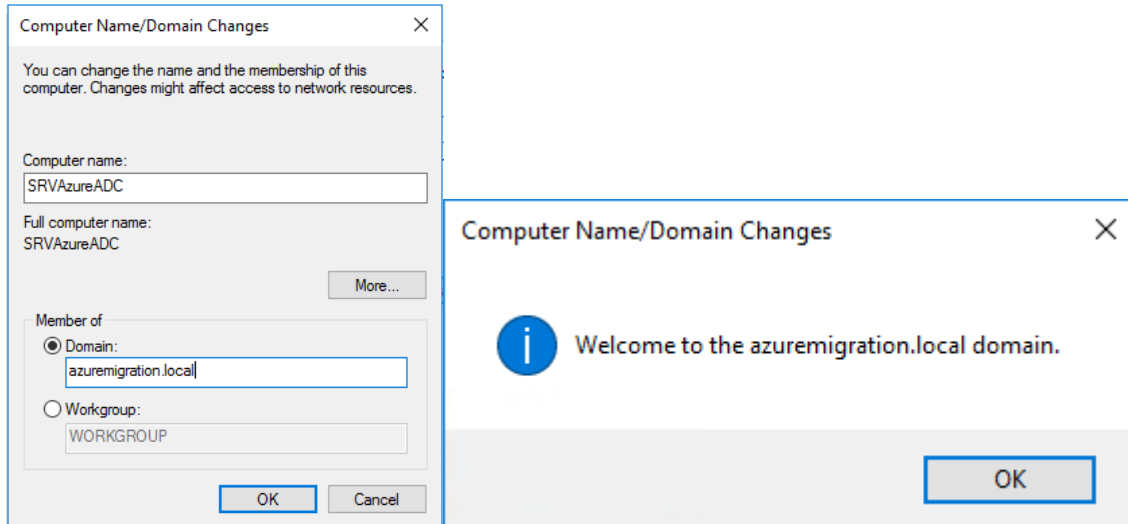 Computer Name/Domain Changes
You can change the name and the membership of this
computer. Changes might affect access to network resources.
Computer name:
SRVAzureADC
Full computer name:
SRVAzureADC
More...
Member of
Domain:
azuremigration.local
Workgroup:
WORKGROUP
OK
Cancel
Computer Name/Domain Changes
Welcome to the azuremigration.local domain.
OK